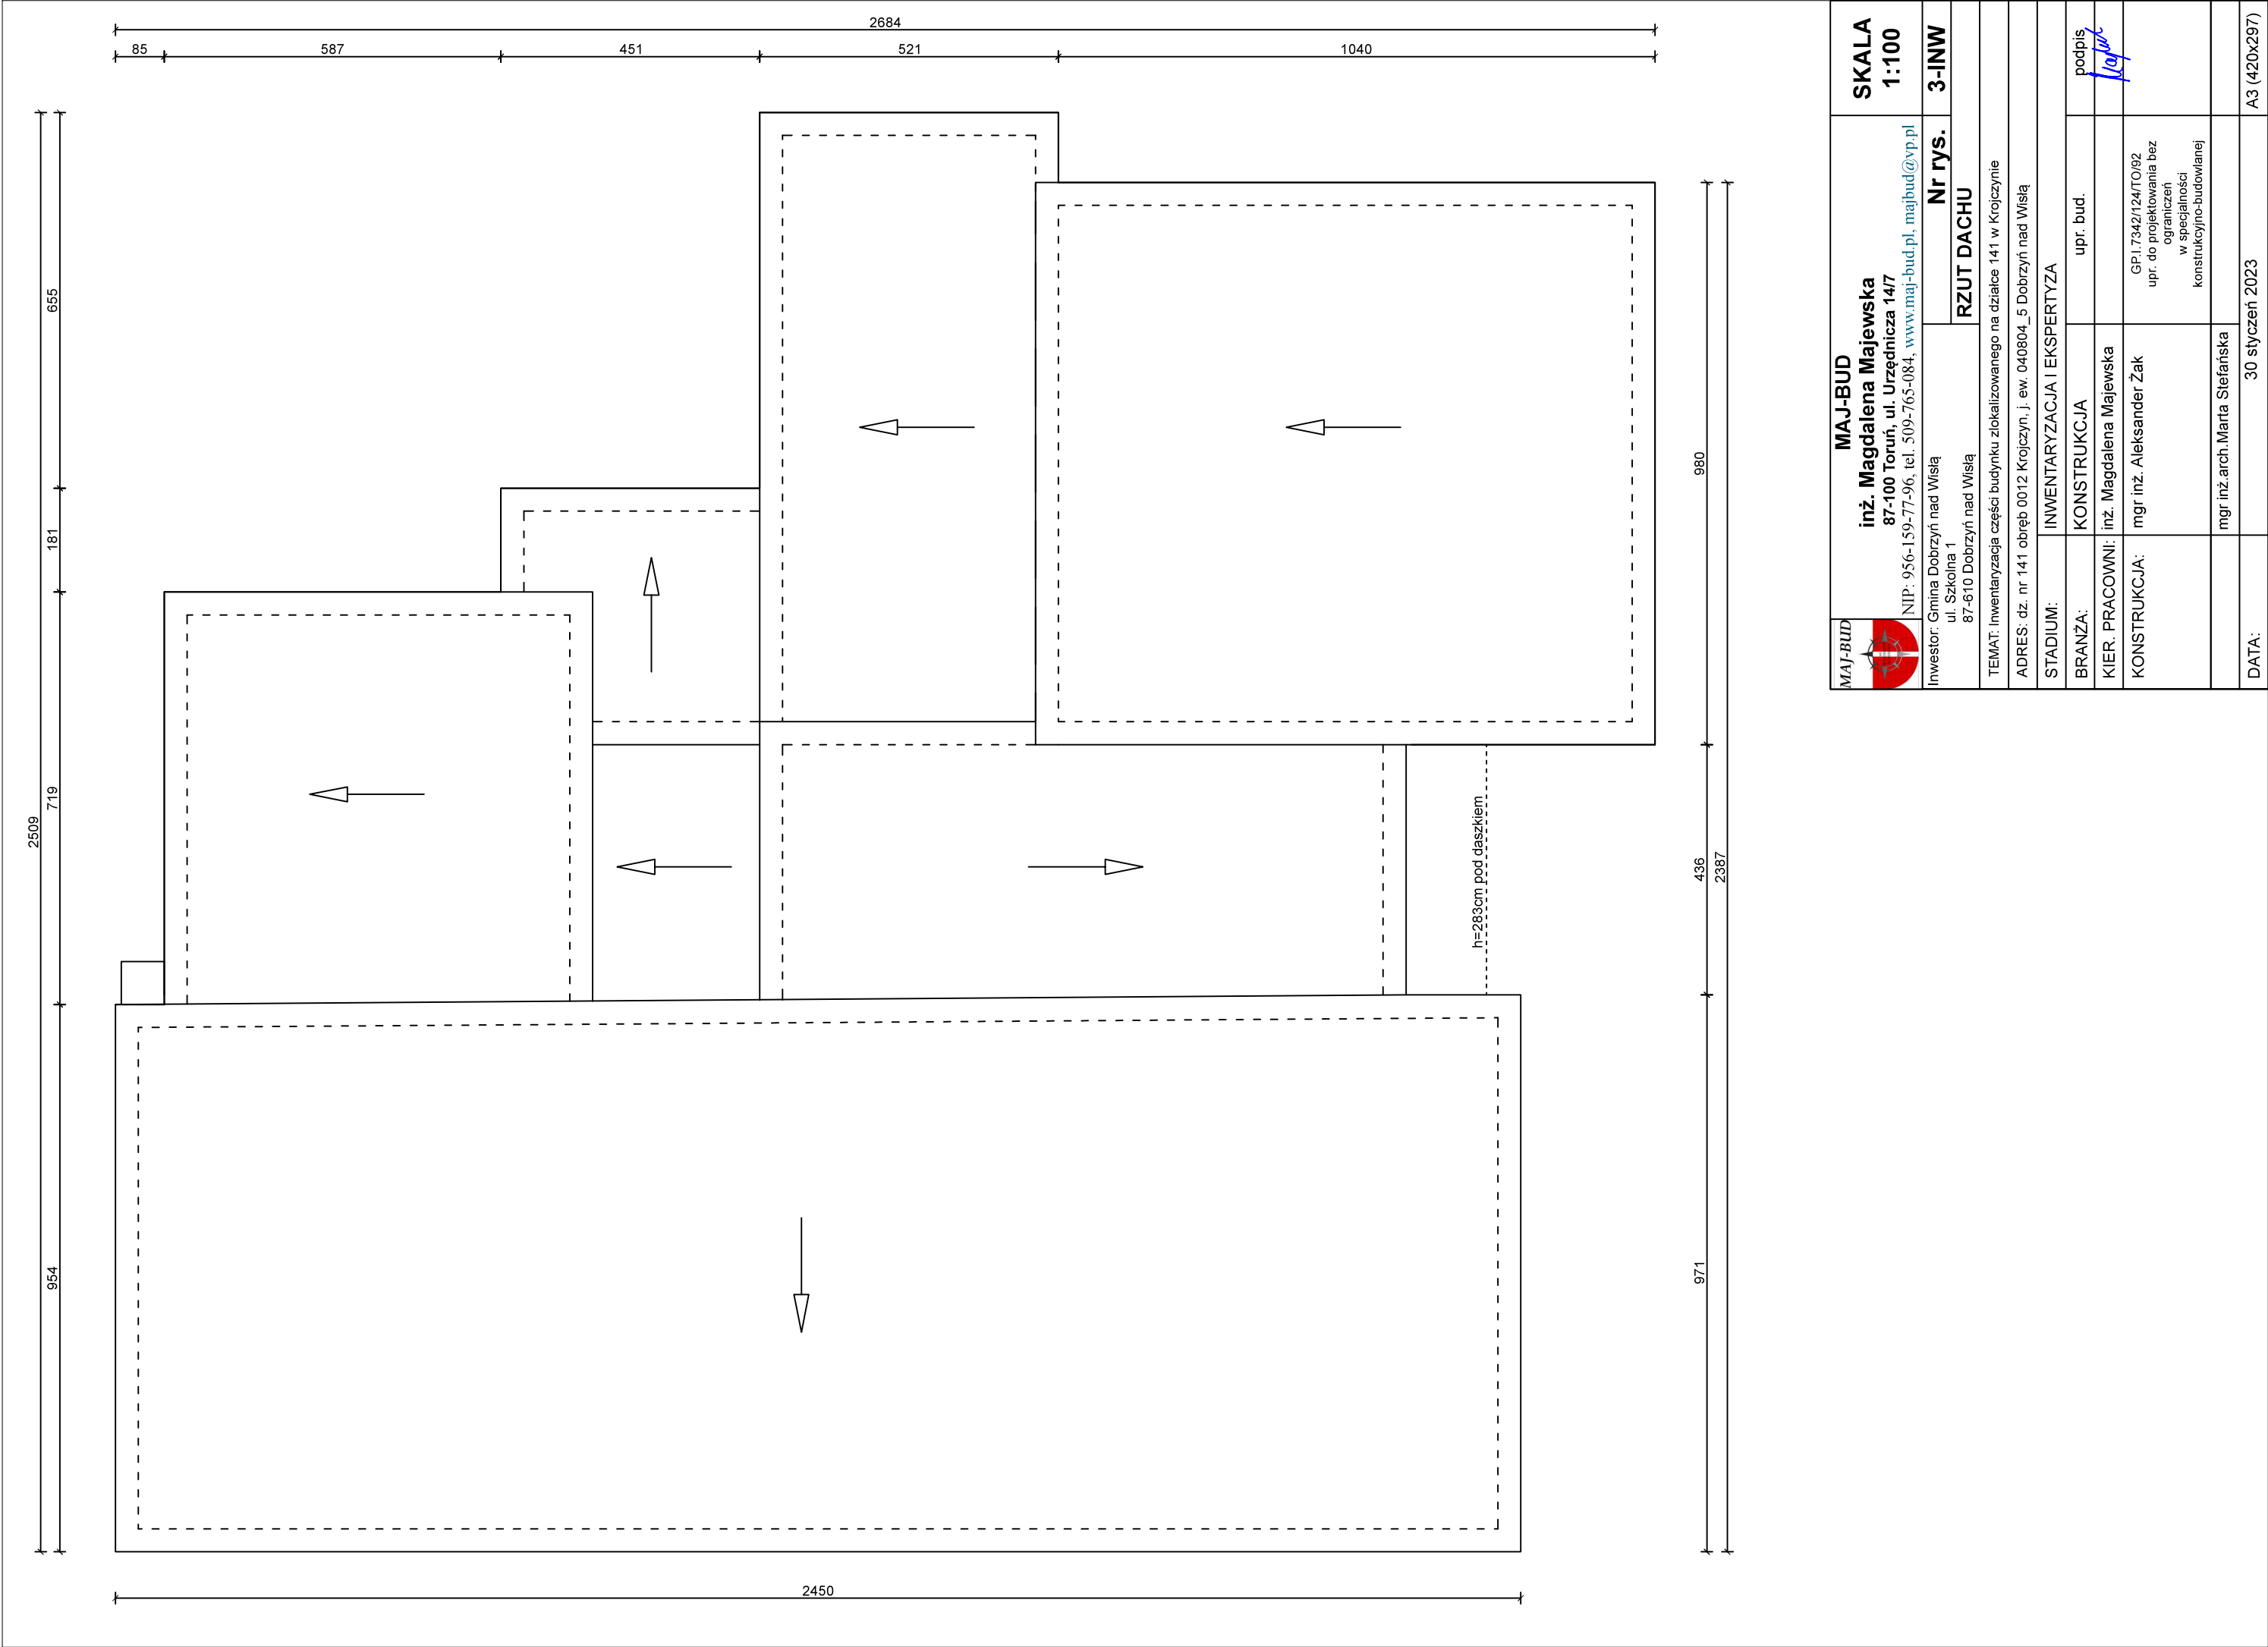 2684
85
587
451
521
1040
2509
655
181
719
954
980
436
971
2387
h=283cm pod daszkiem
2450
MAJ-BUD
MAJ-BUD
inż. Magdalena Majewska
87-100 Toruń, ul. Urzędnicza 14/7
NIP: 956-159-77-96, tel. 509-765-084, www.maj-bud.pl, majbud@vp.pl
SKALA
1:100
Inwestor: Gmina Dobrzyń nad Wisłą
ul. Szkolna 1
87-610 Dobrzyń nad Wisłą
Nr rys.
3-INW
RZUT DACHU
TEMAT: Inwentaryzacja części budynku zlokalizowanego na działce 141 w Krojczynie
ADRES: dz. nr 141 obręb 0012 Krojczyn, j. ew. 040804_5 Dobrzyń nad Wisłą
STADIUM: INWENTARYZACJA I EKSPERTYZA
BRANŻA: KONSTRUKCJA upr. bud. podpis
KIER. PRACOWNI: inż. Magdalena Majewska
KONSTRUKCJA: mgr inż. Aleksander Żak
GP.I.7342/124/TO/92
upr. do projektowania bez
ograniczeń
w specjalności
konstrukcyjno-budowlanej
mgr inż.arch.Marta Stefańska
DATA: 30 styczeń 2023 A3 (420x297)